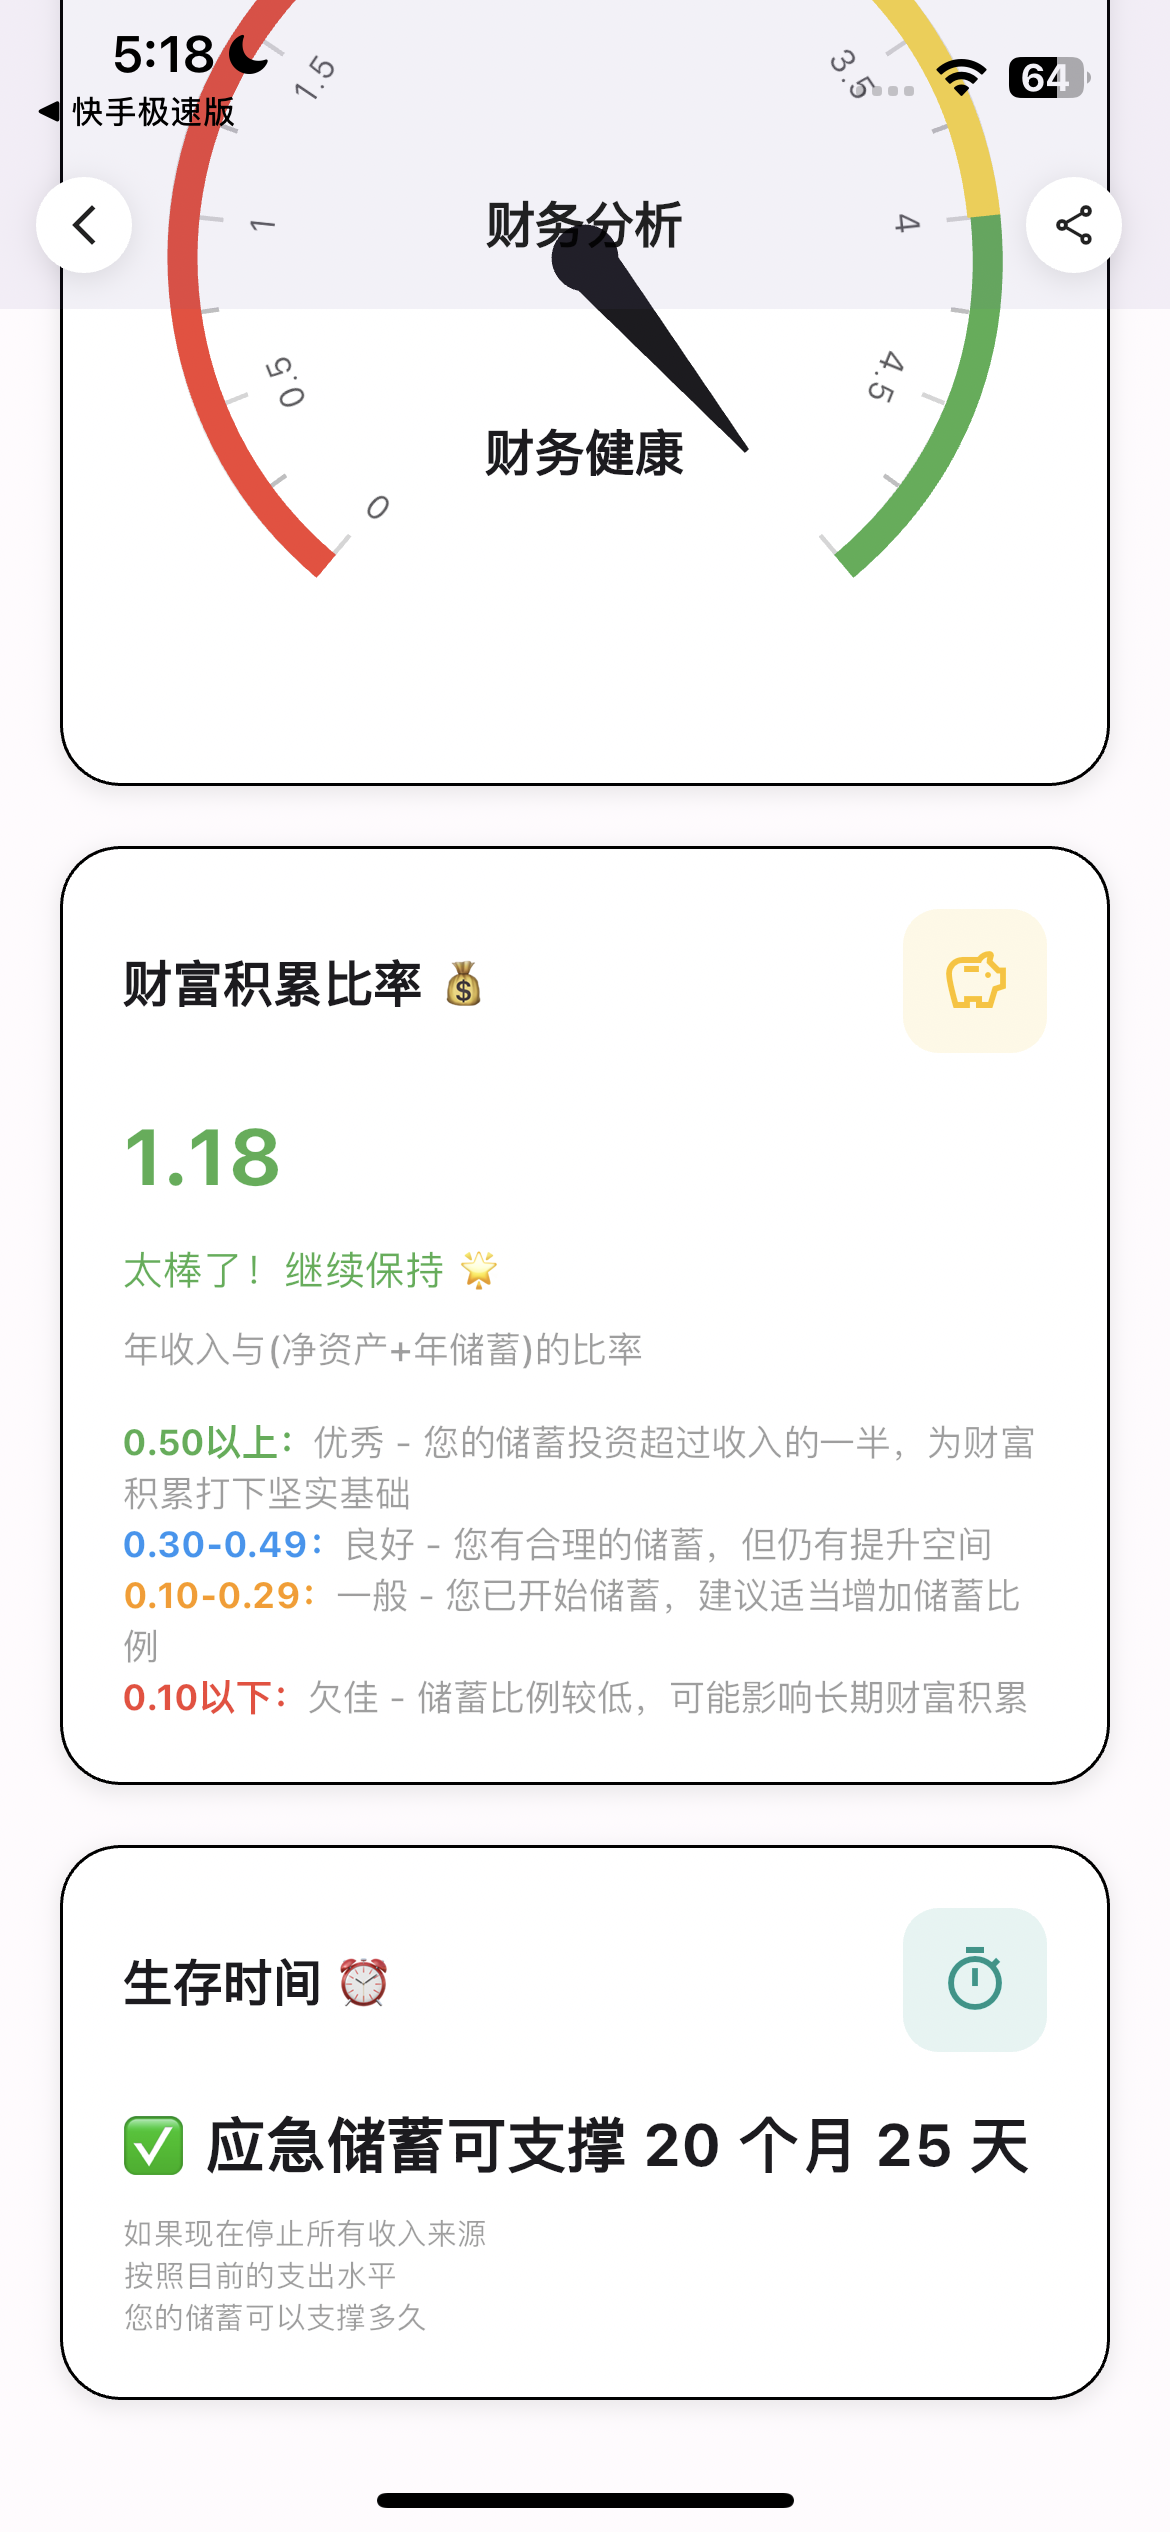 5:18
64
快手极速版
1.5
3.5
财务分析
1
4
0.5
4.5
财务健康
0
财富积累比率 💰
1.18
太棒了！继续保持 🌟
年收入与(净资产+年储蓄)的比率
0.50以上：优秀 - 您的储蓄投资超过收入的一半，为财富
积累打下坚实基础
0.30-0.49：良好 - 您有合理的储蓄，但仍有提升空间
0.10-0.29：一般 - 您已开始储蓄，建议适当增加储蓄比
例
0.10以下：欠佳 - 储蓄比例较低，可能影响长期财富积累
生存时间 ⏰
✅ 应急储蓄可支撑 20 个月 25 天
如果现在停止所有收入来源
按照目前的支出水平
您的储蓄可以支撑多久